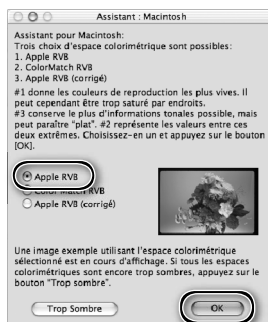 Assistant : Macintosh
Assistant pour Macintosh:
Trois choix d'espace colorimétrique sont possibles:
1. Apple RVB
2. ColorMatch RVB
3. Apple RVB (corrigé)
#1 donne les couleurs de reproduction les plus vives. Il
peut cependant être trop saturé par endroits.
#3 conserve le plus d'informations tonales possible, mais
peut paraître "plat". #2 représente les valeurs entre ces
deux extrêmes. Choisissez-en un et appuyez sur le bouton
[OK].
Apple RVB
Color Match RVB
Apple RVB (corrigé)
Une image exemple utilisant l'espace colorimétrique
sélectionné est en cours d'affichage. Si tous les espaces
colorimétriques sont encore trop sombres, appuyez sur le
bouton "Trop sombre".
Trop Sombre
OK